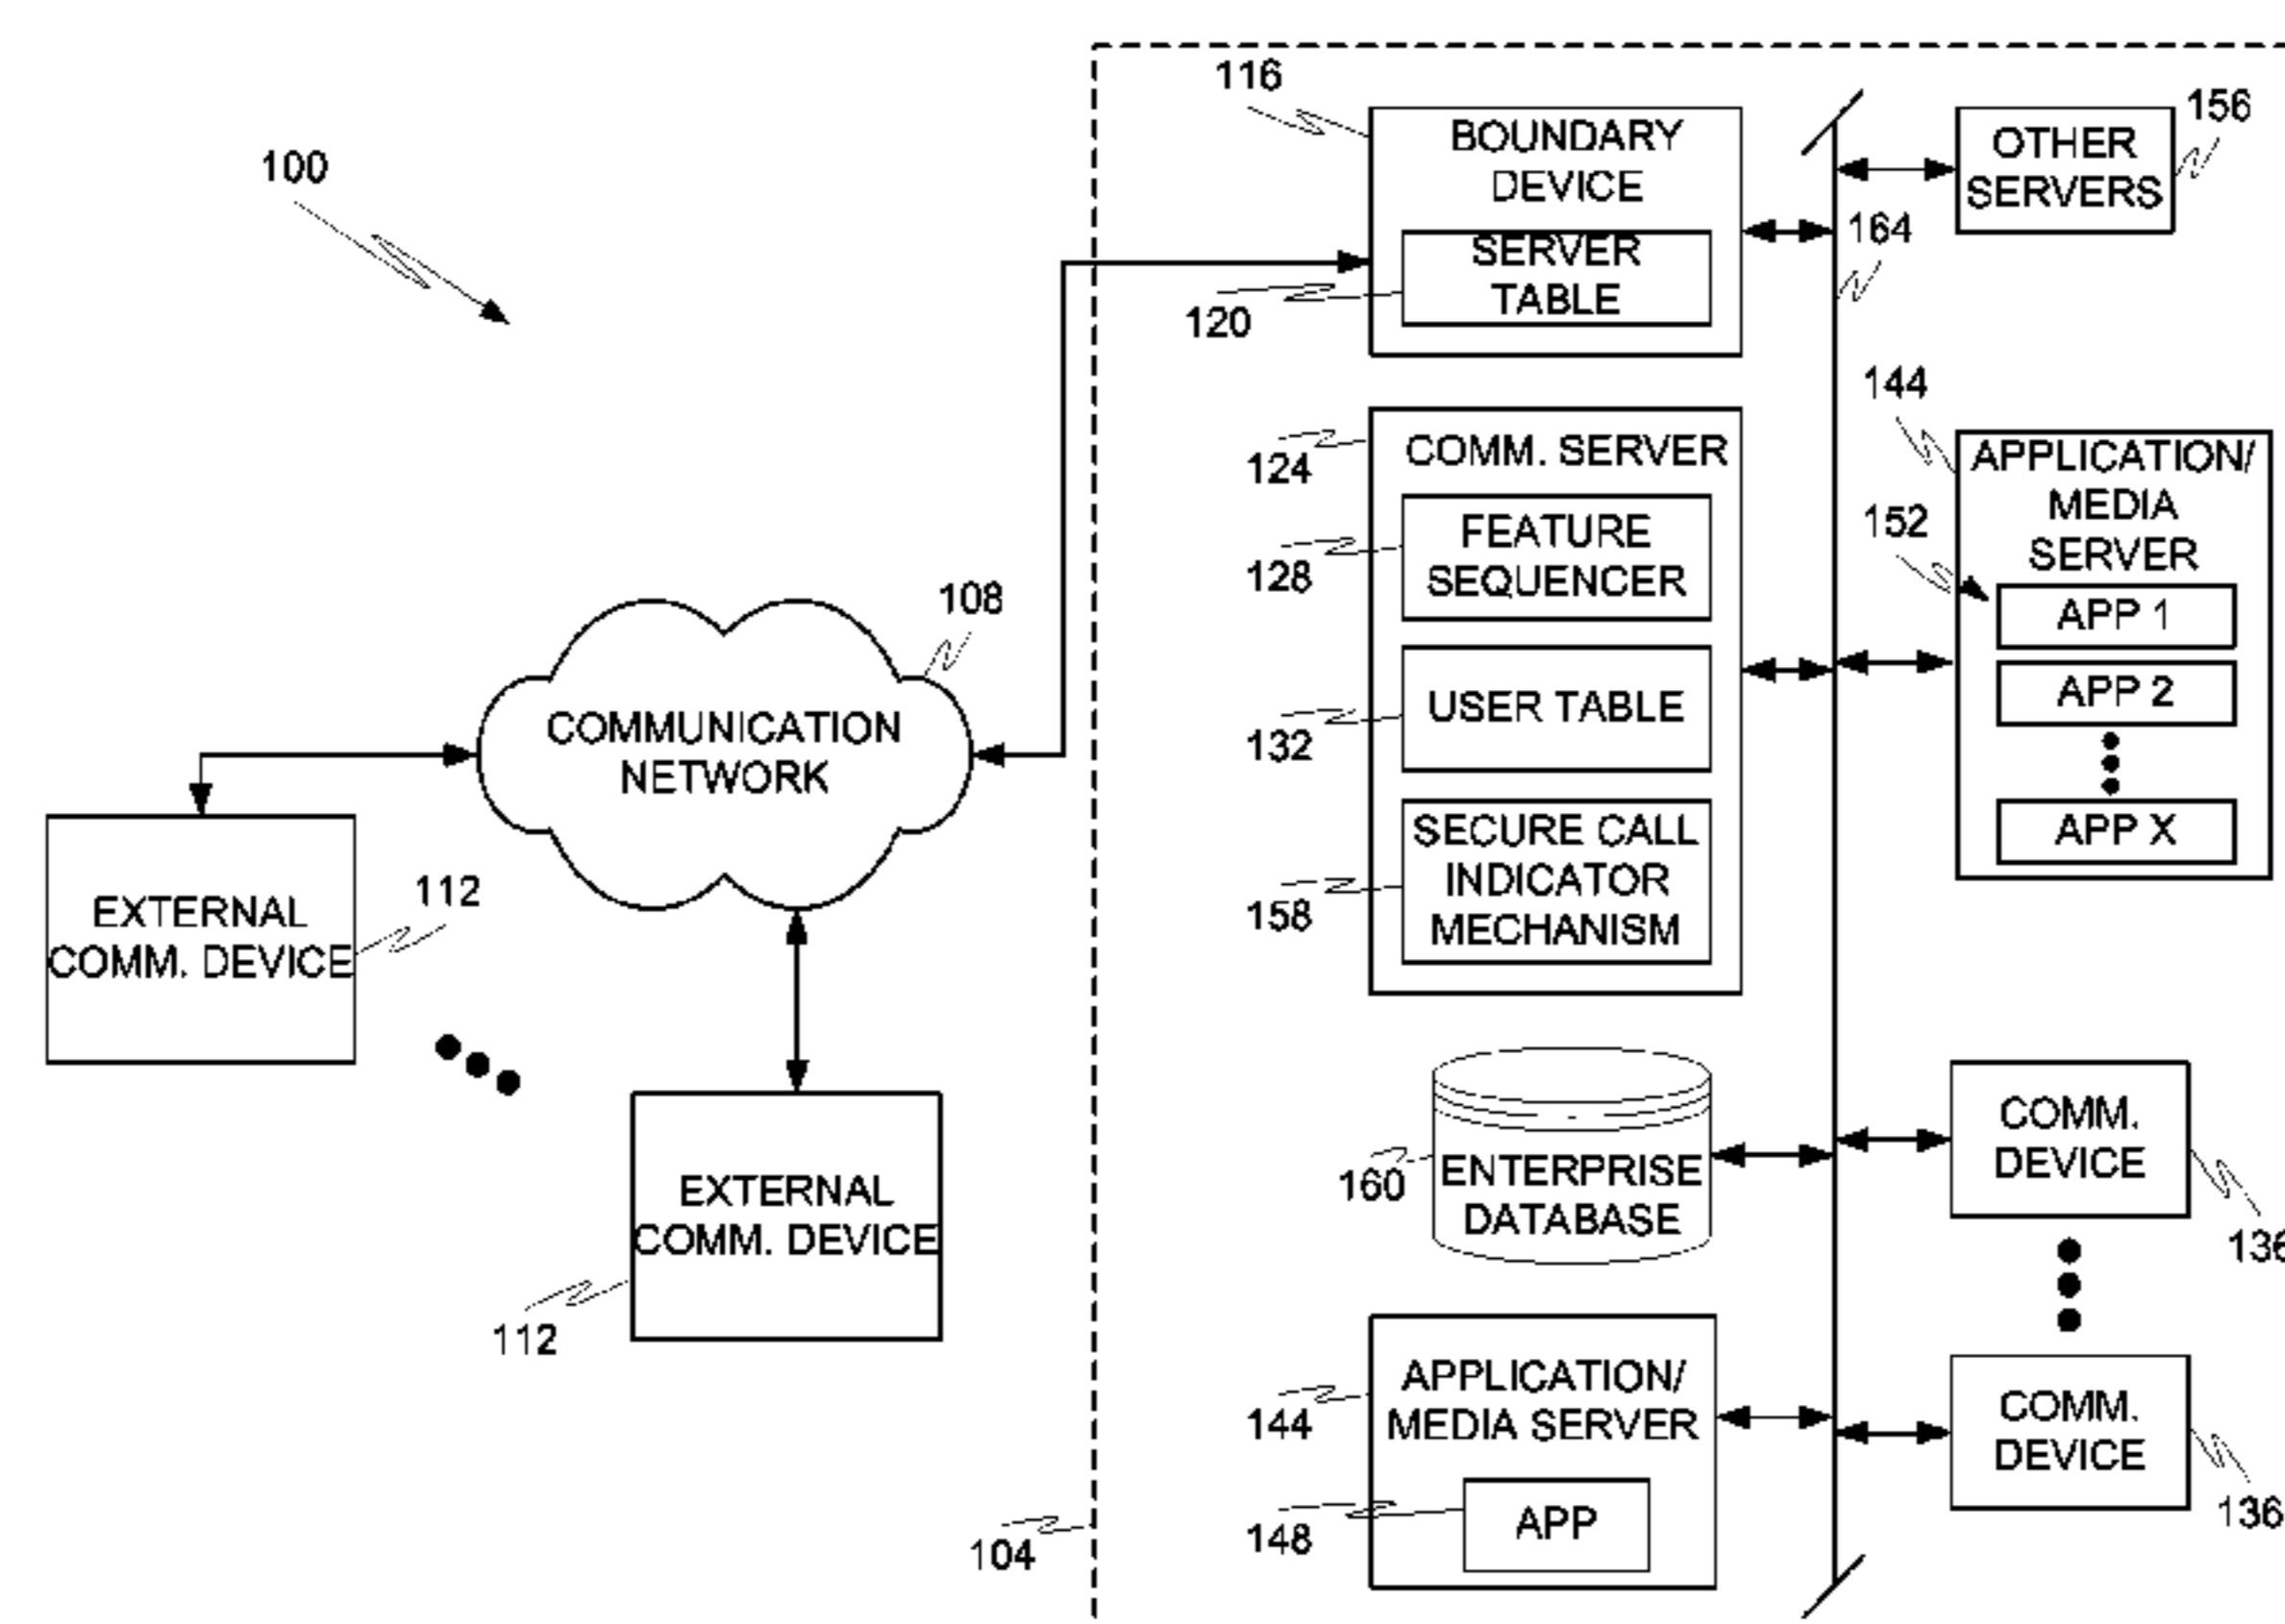 100
108
COMMUNICATION
NETWORK
EXTERNAL
COMM. DEVICE
112
EXTERNAL
COMM. DEVICE
112
104
116
BOUNDARY
DEVICE
SERVER
TABLE
120
124
COMM. SERVER
FEATURE
SEQUENCER
128
USER TABLE
132
SECURE CALL
INDICATOR
MECHANISM
158
160
ENTERPRISE
DATABASE
APPLICATION/
MEDIA SERVER
144
APP
148
OTHER
SERVERS
156
164
144
APPLICATION/
MEDIA
SERVER
152
APP 1
APP 2
APP X
COMM.
DEVICE
136
COMM.
DEVICE
136